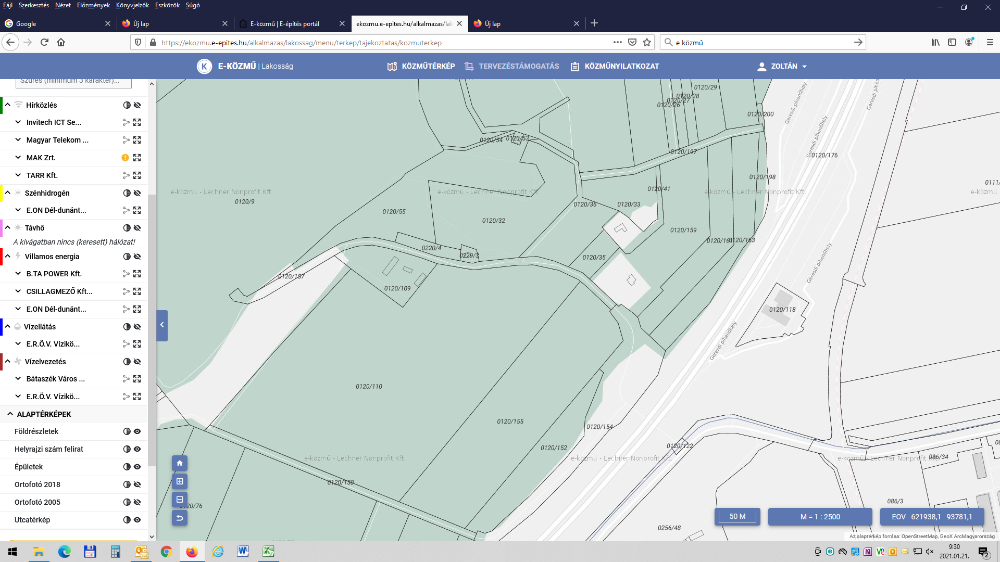 Fájl Szerkesztés Nézet Előzmények Könyvjelzők Eszközök Súgó
Google
Új lap
E-közmű | E-építés portál
ekozmu.e-epites.hu/alkalmazas/lak
Új lap
https://ekozmu.e-epites.hu/alkalmazas/lakossag/menu/terkep/tajekoztatas/kozmuterkep
e közmű
K E-KÖZMŰ | Lakosság
KÖZMŰTÉRKÉP
TERVEZÉSTÁMOGATÁS
KÖZMŰNYILATKOZAT
ZOLTÁN
Szűrés (minimum 3 karakter)...
Hírközlés
Invitech ICT Se...
Magyar Telekom ...
MAK Zrt.
TARR Kft.
Szénhidrogén
E.ON Dél-dunánt...
Távhő
A kivágatban nincs (keresett) hálózat!
Villamos energia
B.TA POWER Kft.
CSILLAGMEZŐ Kft...
E.ON Dél-dunánt...
Vízellátás
E.R.Ö.V. Vízikö...
Vízelvezetés
Bátaszék Város ...
E.R.Ö.V. Vízikö...
ALAPTÉRKÉPEK
Földrészletek
Helyrajzi szám felirat
Épületek
Ortofotó 2018
Ortofotó 2005
Utcatérkép
0120/29
0120/28
0120/27
0120/26
0120/200
Geresdi pihenőhely
Geresdi pihenőhely
Geresdi pihenőhely
0120/54
0120/53
0120/197
0120/176
0120/198
0111/
0120/41
e-közmű - Lechner Nonprofit Kft.
e-közmű - Lechner Nonprofit Kft.
e-közmű - Lechner Nonprofit Kft.
e-közmű
0120/9
0120/36
0120/33
0120/55
0120/32
0120/159
0120/161
0120/163
0220/4
0229/3
0120/35
Geresdi pihenőhely
0120/157
0120/109
0120/118
Geresdi pihenőhely
0120/110
0120/155
0120/154
0120/152
0120/122
e-közmű - Lechner Nonprofit Kft.
e-közmű - Lechner Nonprofit Kft.
e-közmű - Lechner Nonprofit Kft.
086/34
0120/150
0120/76
086/3
0256/48
50 M
M = 1 : 2500
EOV 621938,1 93781,1
Az alaptérkép forrása: OpenStreetMap, GeoX ArcMagyarország
9:30
2021.01.21.
2